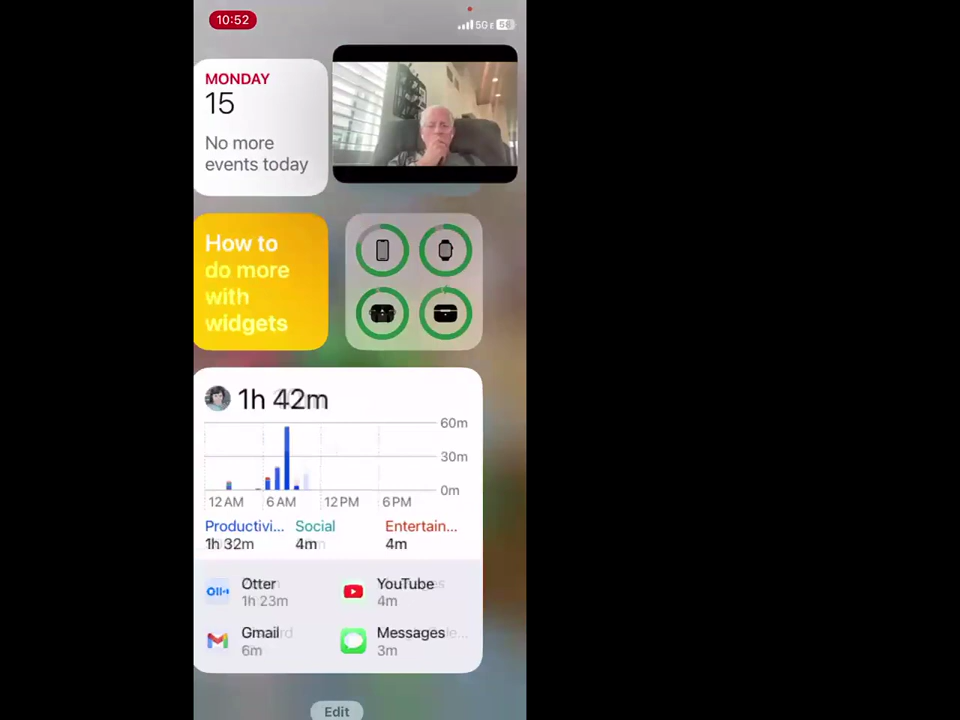 10:52
5G E 58
MONDAY
15
No more
events today
How to
do more
with
widgets
1h 42m
60m
30m
0m
12 AM 6 AM 12 PM 6 PM
Productivi... Social Entertain...
1h 32m 4m 4m
Otter YouTube
1h 23m 4m
Gmail Messages
6m 3m
Edit